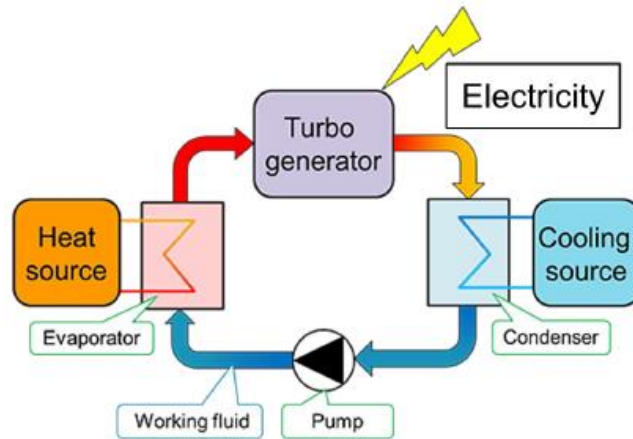 Electricity
Turbo
generator
Heat
source
Cooling
source
Evaporator
Condenser
Working fluid
Pump